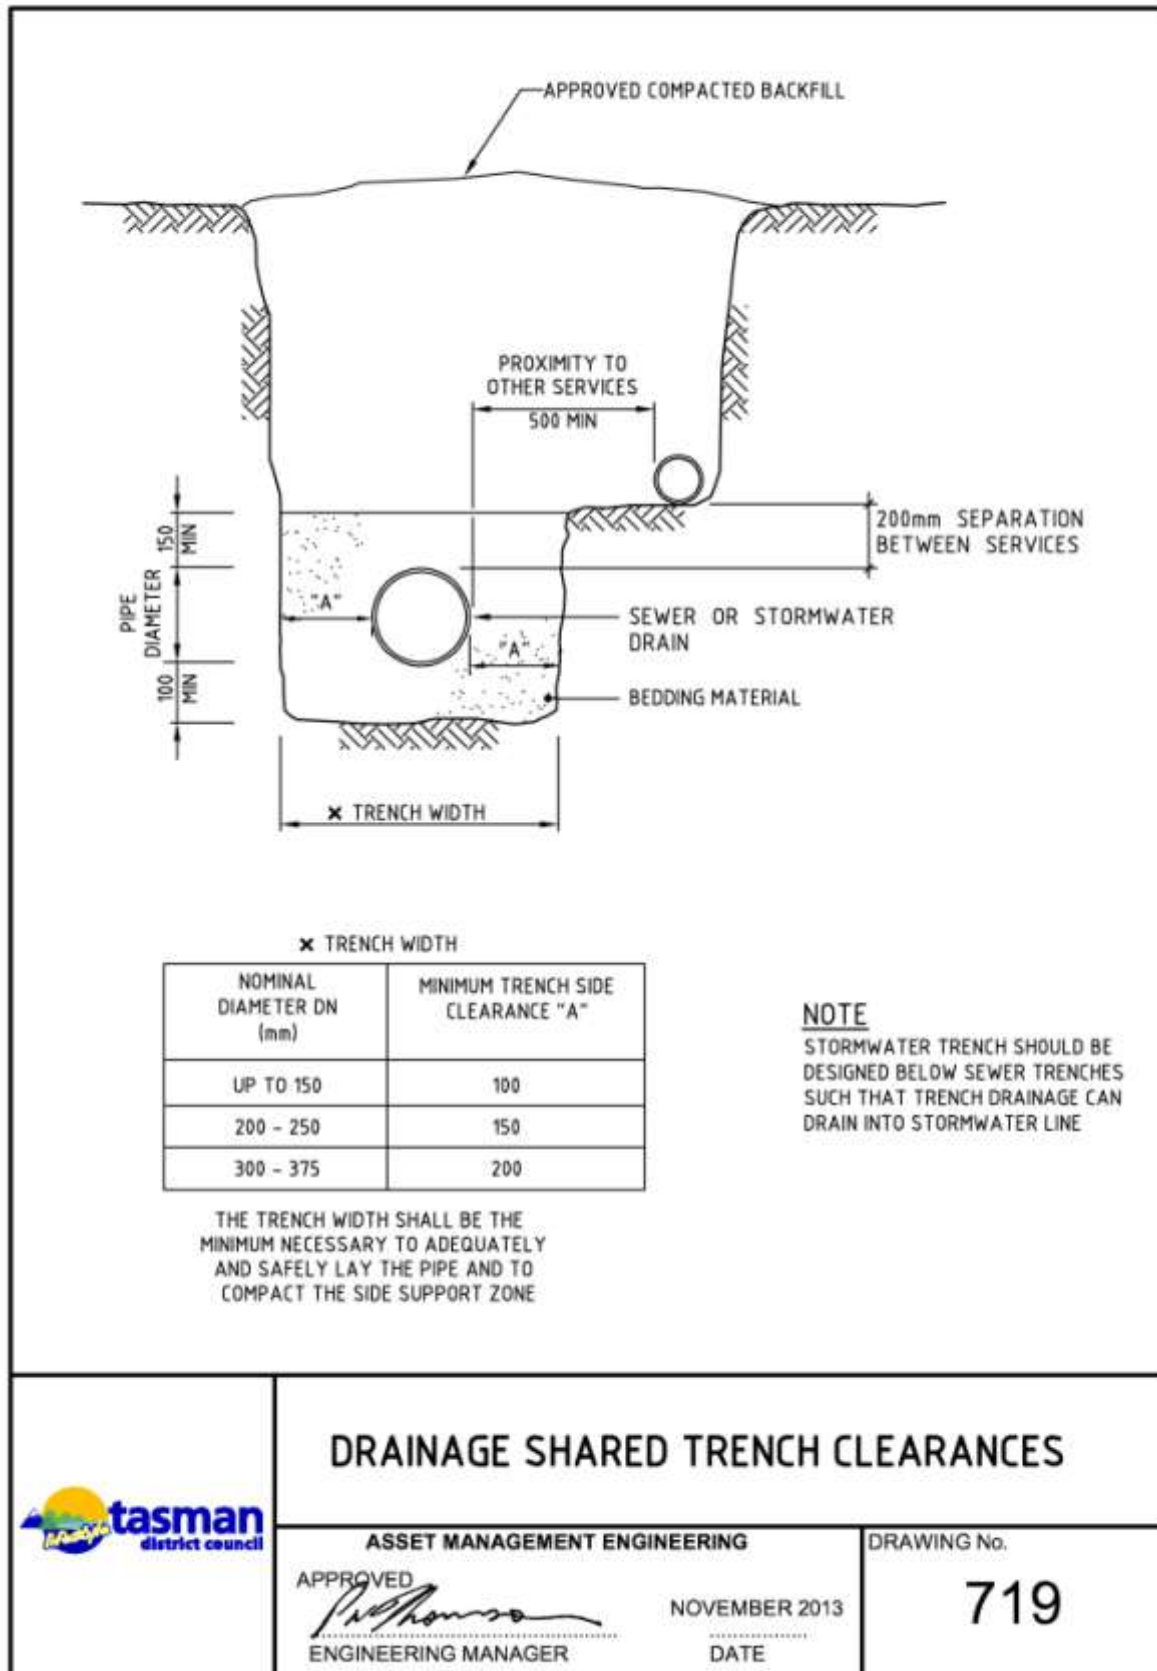 APPROVED COMPACTED BACKFILL
PROXIMITY TO
OTHER SERVICES
500 MIN
150
MIN
PIPE
DIAMETER
100
MIN
"A"
"A"
200mm SEPARATION
BETWEEN SERVICES
SEWER OR STORMWATER
DRAIN
BEDDING MATERIAL
× TRENCH WIDTH
× TRENCH WIDTH
NOMINAL
DIAMETER DN
(mm)
MINIMUM TRENCH SIDE
CLEARANCE "A"
UP TO 150
100
200 - 250
150
300 - 375
200
THE TRENCH WIDTH SHALL BE THE
MINIMUM NECESSARY TO ADEQUATELY
AND SAFELY LAY THE PIPE AND TO
COMPACT THE SIDE SUPPORT ZONE
NOTE
STORMWATER TRENCH SHOULD BE
DESIGNED BELOW SEWER TRENCHES
SUCH THAT TRENCH DRAINAGE CAN
DRAIN INTO STORMWATER LINE
tasman
district council
DRAINAGE SHARED TRENCH CLEARANCES
ASSET MANAGEMENT ENGINEERING
APPROVED
ENGINEERING MANAGER
NOVEMBER 2013
DATE
DRAWING No.
719